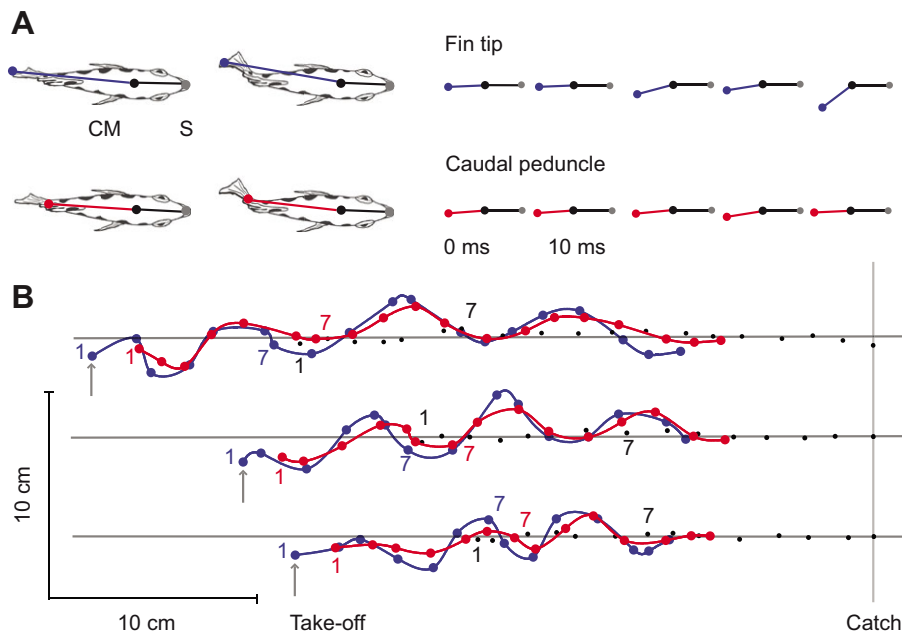 A
Fin tip
CM S
Caudal peduncle
0 ms 10 ms
B
7
7
1 1 7 1
1
1 7 7 7
1
7
7 7
1
1 1
10 cm
10 cm
Take-off Catch